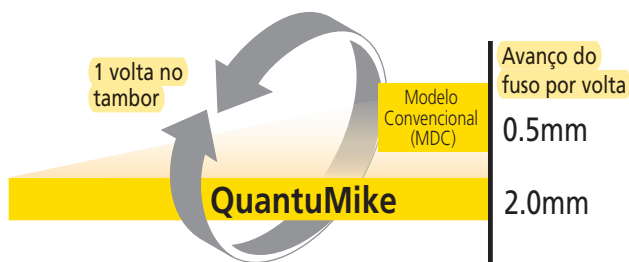 1 volta no
tambor
Modelo
Convencional
(MDC)
Avanço do
fuso por volta
0.5mm
QuantuMike
2.0mm